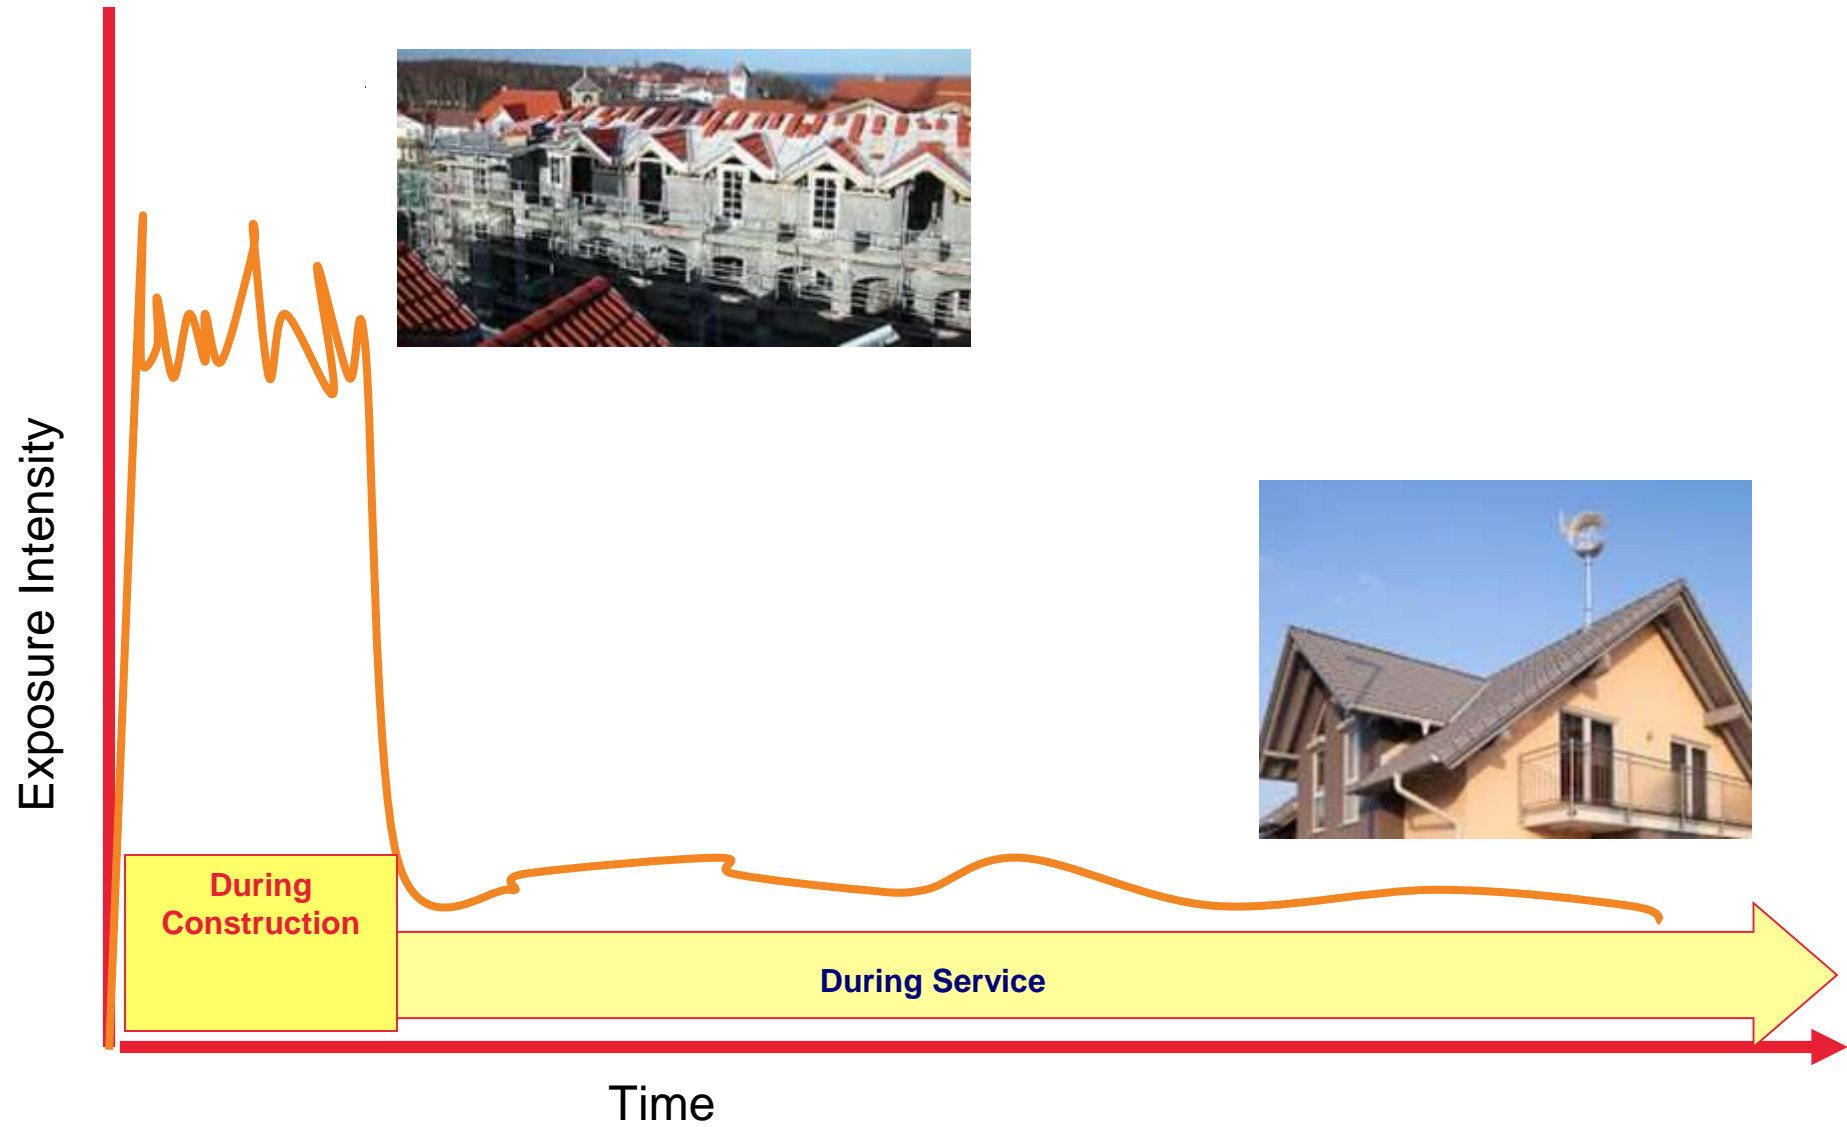 Exposure Intensity
During
Construction
During Service
Time